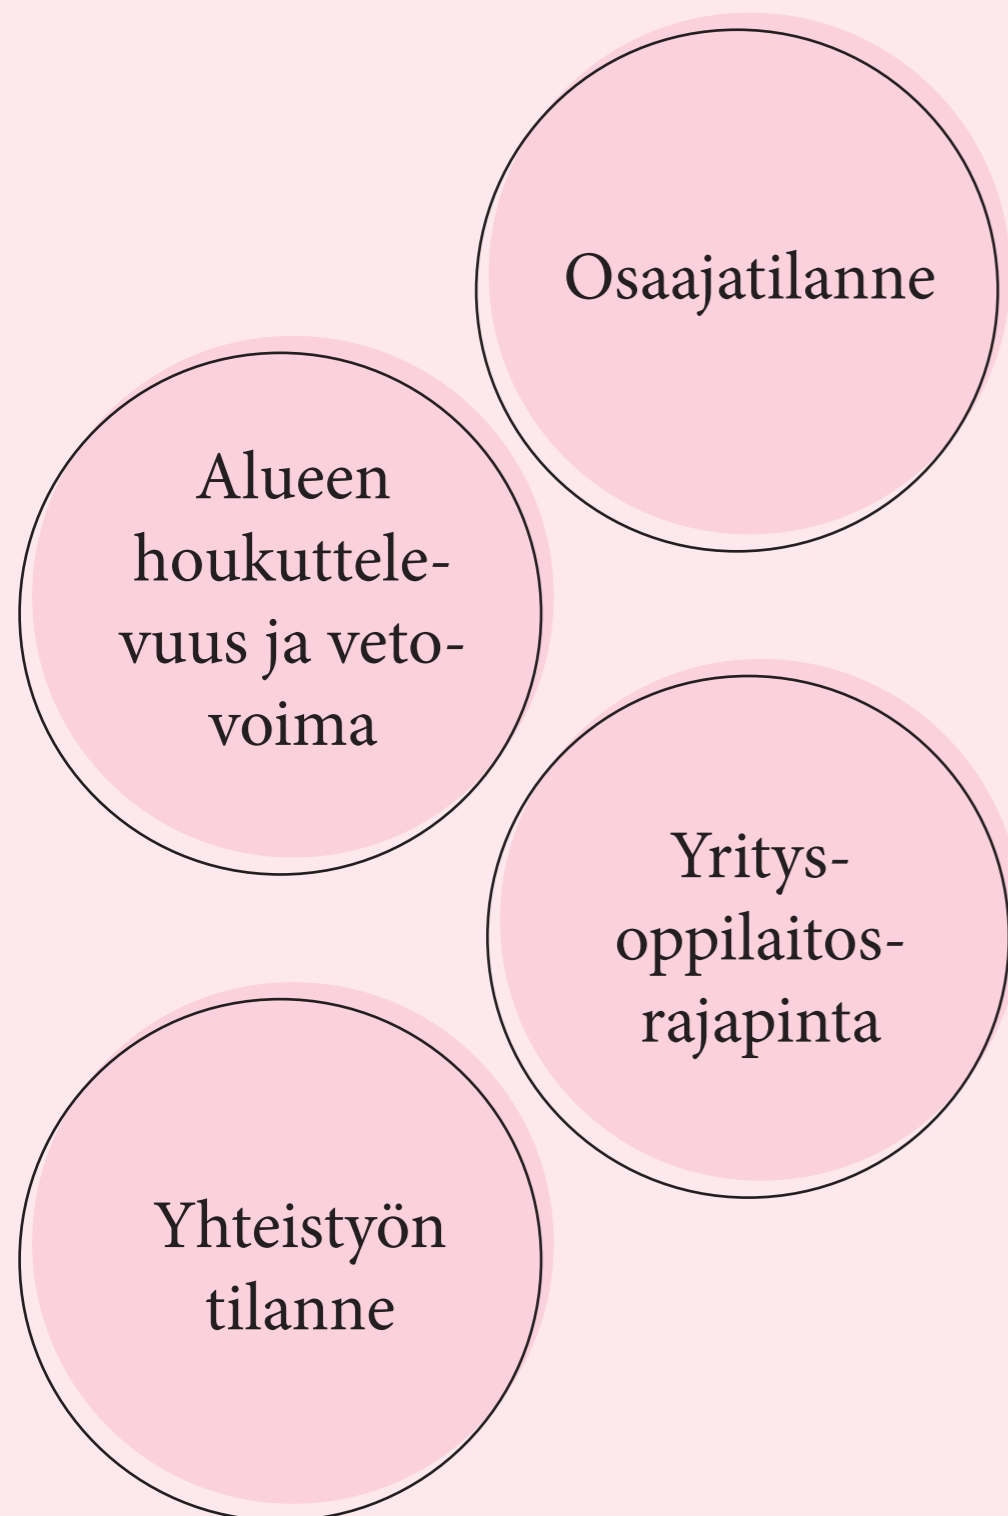 Osaajatilanne
Alueen
houkuttele-
vuus ja veto-
voima
Yritys-
oppilaitos-
rajapinta
Yhteistyön
tilanne